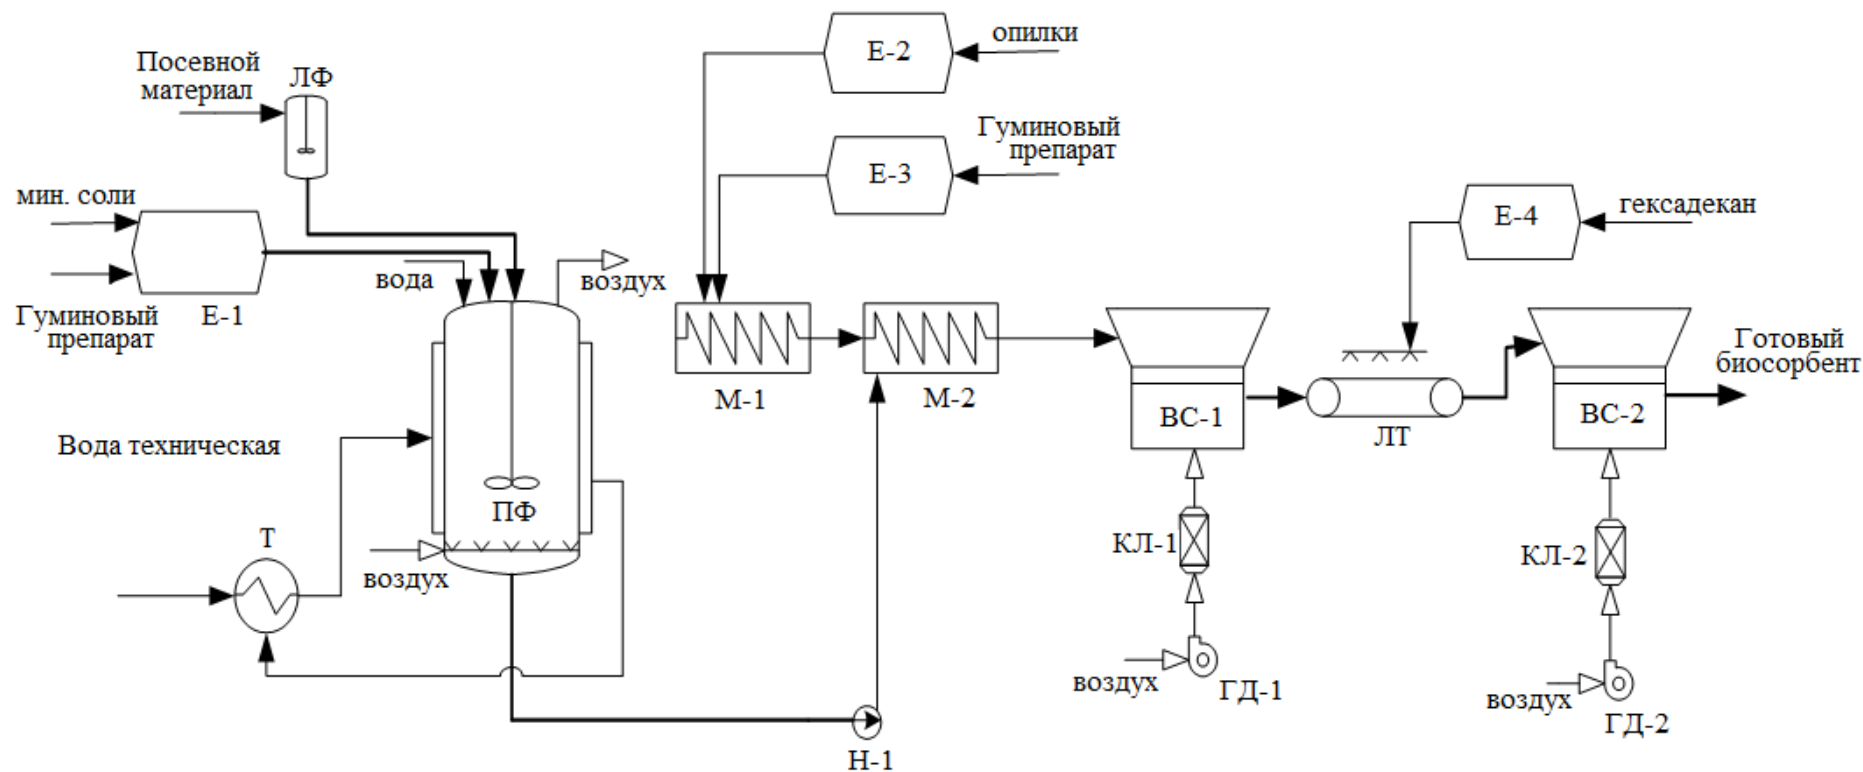 Посевной
материал
ЛФ
мин. соли
Гуминовый
препарат
Е-1
вода
воздух
Вода техническая
Т
ПФ
воздух
Е-2
опилки
Е-3
Гуминовый
препарат
М-1
М-2
Н-1
ВС-1
КЛ-1
воздух
ГД-1
Е-4
гексадекан
ЛТ
ВС-2
Готовый
биосорбент
КЛ-2
воздух
ГД-2